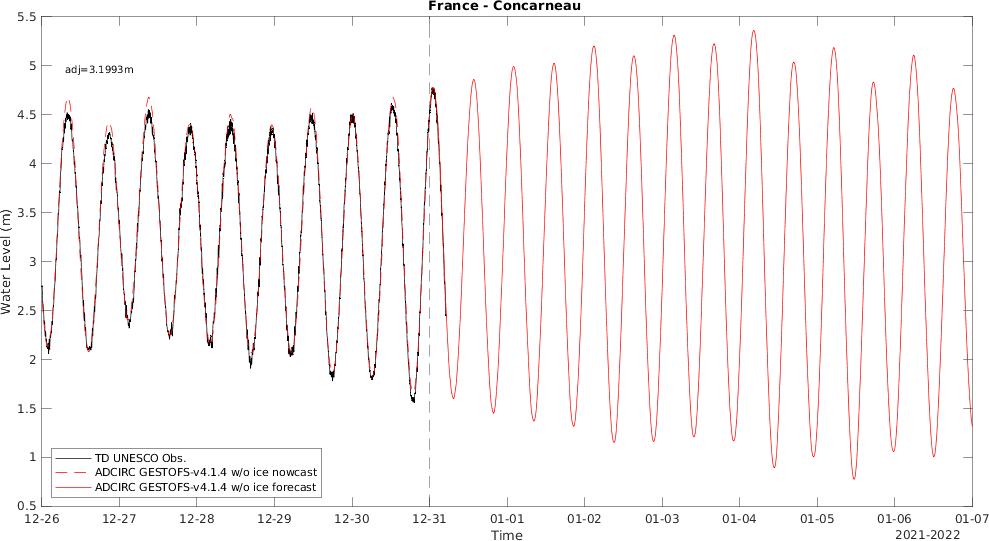 France - Concarneau
adj=3.1993m
5.5
5
4.5
4
3.5
3
2.5
2
1.5
1
0.5
Water Level (m)
TD UNESCO Obs.
ADCIRC GESTOFS-v4.1.4 w/o ice nowcast
ADCIRC GESTOFS-v4.1.4 w/o ice forecast
12-26 12-27 12-28 12-29 12-30 12-31 01-01 01-02 01-03 01-04 01-05 01-06 01-07
Time
2021-2022